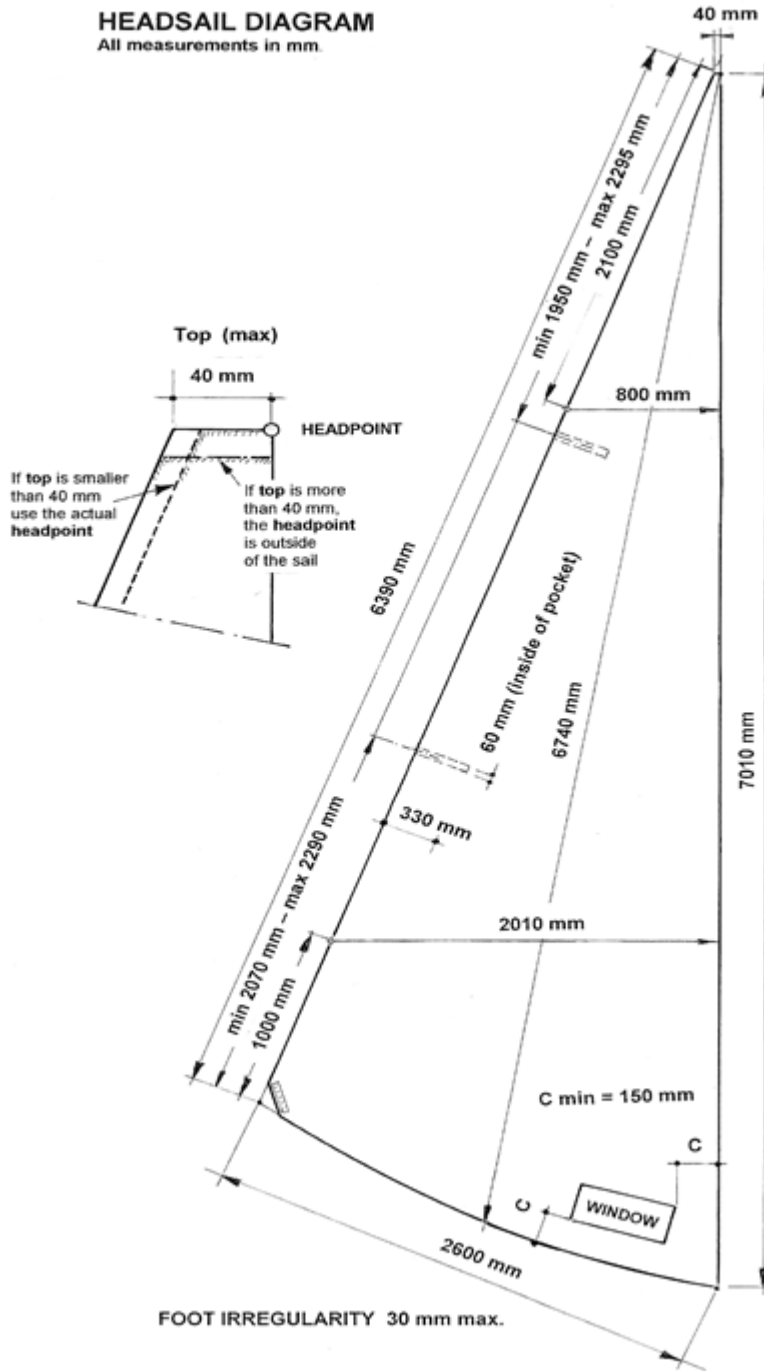 HEADSAIL DIAGRAM
All measurements in mm.
40 mm
min 1950 mm – max 2295 mm
2100 mm
Top (max)
40 mm
HEADPOINT
800 mm
If top is smaller
than 40 mm
use the actual
headpoint
If top is more
than 40 mm,
the headpoint
is outside
of the sail
6390 mm
60 mm (inside of pocket)
6740 mm
7010 mm
330 mm
min 2070 mm – max 2290 mm
1000 mm
2010 mm
C min = 150 mm
C
C
WINDOW
2600 mm
FOOT IRREGULARITY 30 mm max.